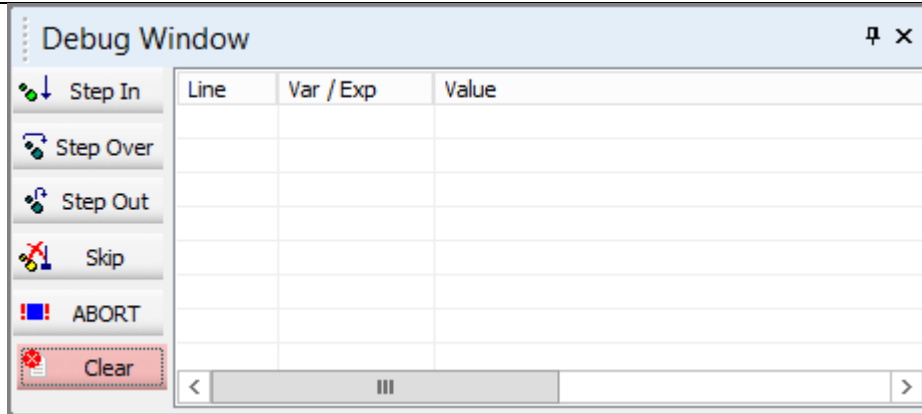 Debug Window
Step In
Line Var / Exp Value
Step Over
Step Out
Skip
!! ABORT
Clear